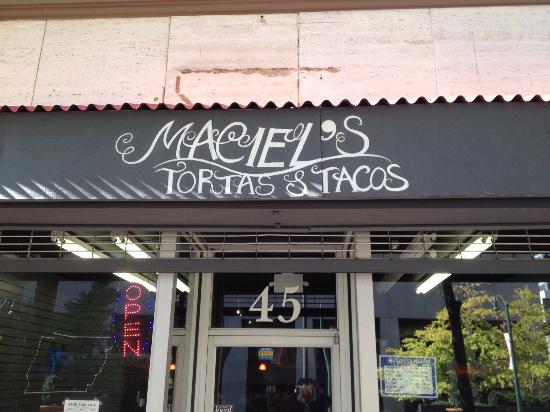 MACIEL'S
TORTAS & TACOS
45
OPEN